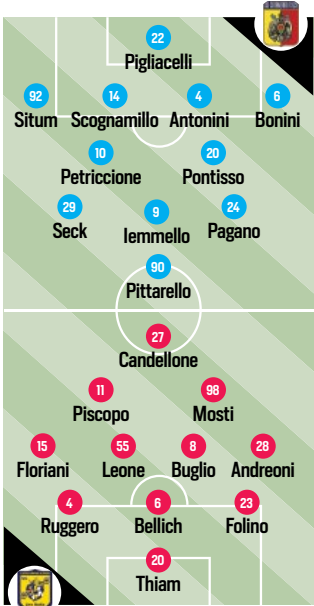 22
Pigliacelli
92 14 4 6
Situm Scognamillo Antonini Bonini
10 20
Petriccione Pontisso
29 9 24
Seck Iemmello Pagano
90
Pittarello
27
Candellone
11 98
Piscopo Mosti
15 55 8 28
Floriani Leone Buglio Andreoni
4 6 23
Ruggero Bellich Folino
20
Thiam